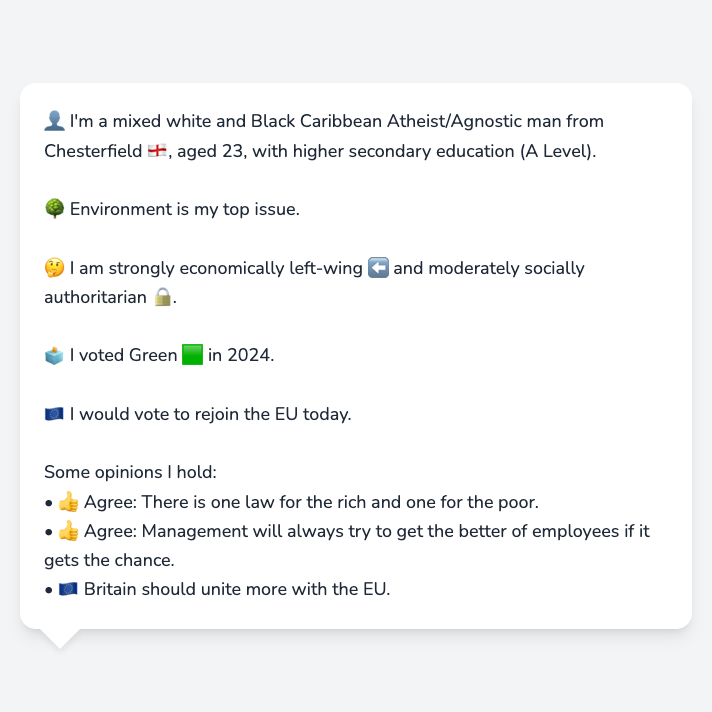 👤 I'm a mixed white and Black Caribbean Atheist/Agnostic man from
Chesterfield 🏴󠁧󠁢󠁥󠁮󠁧󠁿, aged 23, with higher secondary education (A Level).
🌳 Environment is my top issue.
🤔 I am strongly economically left-wing ⬅️ and moderately socially
authoritarian 🔒.
🗳️ I voted Green 🟩 in 2024.
🇪🇺 I would vote to rejoin the EU today.
Some opinions I hold:
• 👍 Agree: There is one law for the rich and one for the poor.
• 👍 Agree: Management will always try to get the better of employees if it
gets the chance.
• 🇪🇺 Britain should unite more with the EU.